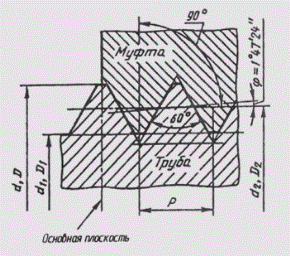 90°
Муфта
φ=1°47'24"
60°
Труба
d, D
d₁, D₁
d₂, D₂
P
Основная плоскость